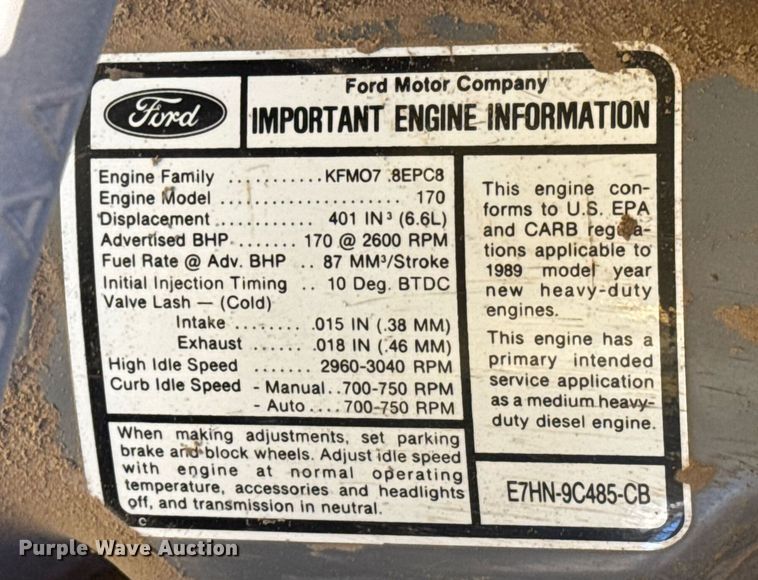 Ford
Ford Motor Company
IMPORTANT ENGINE INFORMATION
Engine Family ........... KFM07 .8EPC8
Engine Model ...................... 170
Displacement ........... 401 IN³ (6.6L)
Advertised BHP....... 170 @ 2600 RPM
Fuel Rate @ Adv. BHP .. 87 MM³/Stroke
Initial Injection Timing .. 10 Deg. BTDC
Valve Lash — (Cold)
Intake ..... .015 IN (.38 MM)
Exhaust ...... .018 IN (.46 MM)
High Idle Speed ....... 2960-3040 RPM
Curb Idle Speed - Manual..700-750 RPM
- Auto ....700-750 RPM
When making adjustments, set parking
brake and block wheels. Adjust idle speed
with engine at normal operating
temperature, accessories and headlights
off, and transmission in neutral.
This engine con-
forms to U.S. EPA
and CARB regula-
tions applicable to
1989 model year
new heavy-duty
engines.
This engine has a
primary intended
service application
as a medium heavy-
duty diesel engine.
E7HN-9C485-CB
C
Purple Wave Auction